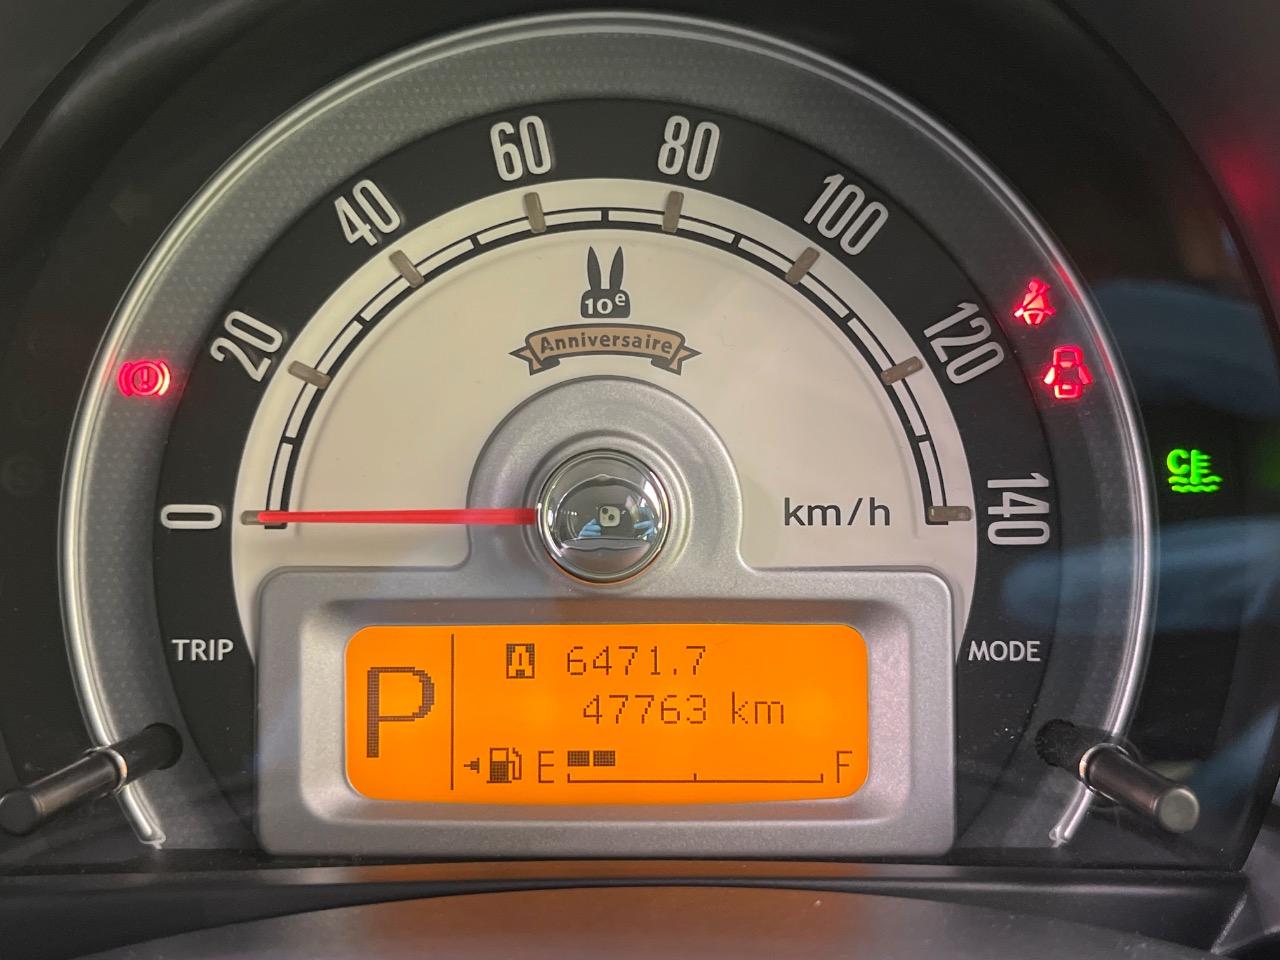 0
20
40
60
80
100
120
140
10e
Anniversaire
km/h
TRIP
MODE
P
A 6471.7
47763 km
E F
C